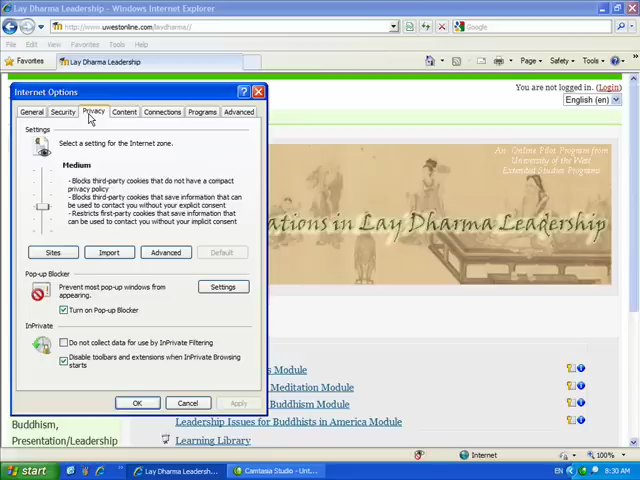 Lay Dharma Leadership - Windows Internet Explorer
http://www.uwestonline.com/laydharma//
Google
File Edit View Favorites Tools Help
Favorites Lay Dharma Leadership
Page Safety Tools
You are not logged in. (Login)
English (en)
Internet Options
General Security Privacy Content Connections Programs Advanced
Settings
Select a setting for the Internet zone.
Medium
- Blocks third-party cookies that do not have a compact
privacy policy
- Blocks third-party cookies that save information that can
be used to contact you without your explicit consent
- Restricts first-party cookies that save information that
can be used to contact you without your implicit consent
Sites Import Advanced Default
Pop-up Blocker
Prevent most pop-up windows from
appearing.
Settings
Turn on Pop-up Blocker
InPrivate
Do not collect data for use by InPrivate Filtering
Disable toolbars and extensions when InPrivate Browsing
starts
OK Cancel Apply
An Online Pilot Program from
University of the West
Extended Studies Programs
ations in Lay Dharma Leadership
s Module
Meditation Module
Buddhism Module
Leadership Issues for Buddhists in America Module
Learning Library
Buddhism,
Presentation/Leadership
Internet 100%
start Lay Dharma Leadersh... Camtasia Studio - Unt... EN 8:30 AM